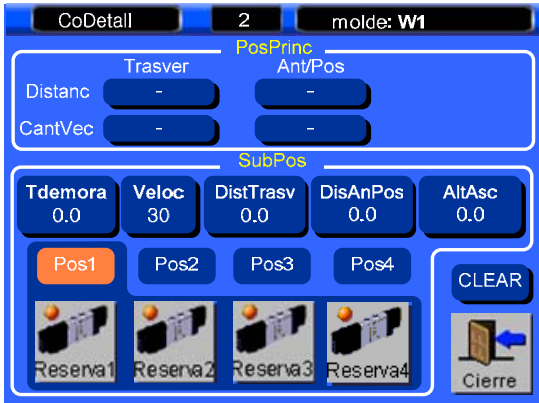 CoDetall 2 molde: W1
PosPrinc
Trasver Ant/Pos
Distanc - -
CantVec - -
SubPos
Tdemora Veloc DistTrasv DisAnPos AltAsc
0.0 30 0.0 0.0 0.0
Pos1 Pos2 Pos3 Pos4
CLEAR
Reserva1 Reserva2 Reserva3 Reserva4
Cierre